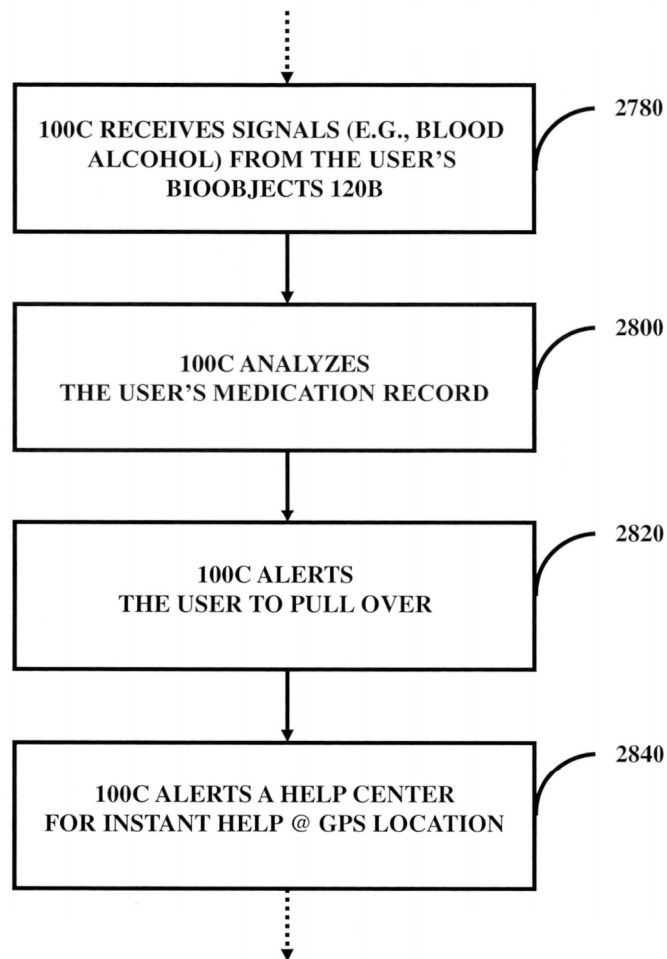 100C RECEIVES SIGNALS (E.G., BLOOD
ALCOHOL) FROM THE USER'S
BIOOBJECTS 120B
2780
100C ANALYZES
THE USER'S MEDICATION RECORD
2800
100C ALERTS
THE USER TO PULL OVER
2820
100C ALERTS A HELP CENTER
FOR INSTANT HELP @ GPS LOCATION
2840